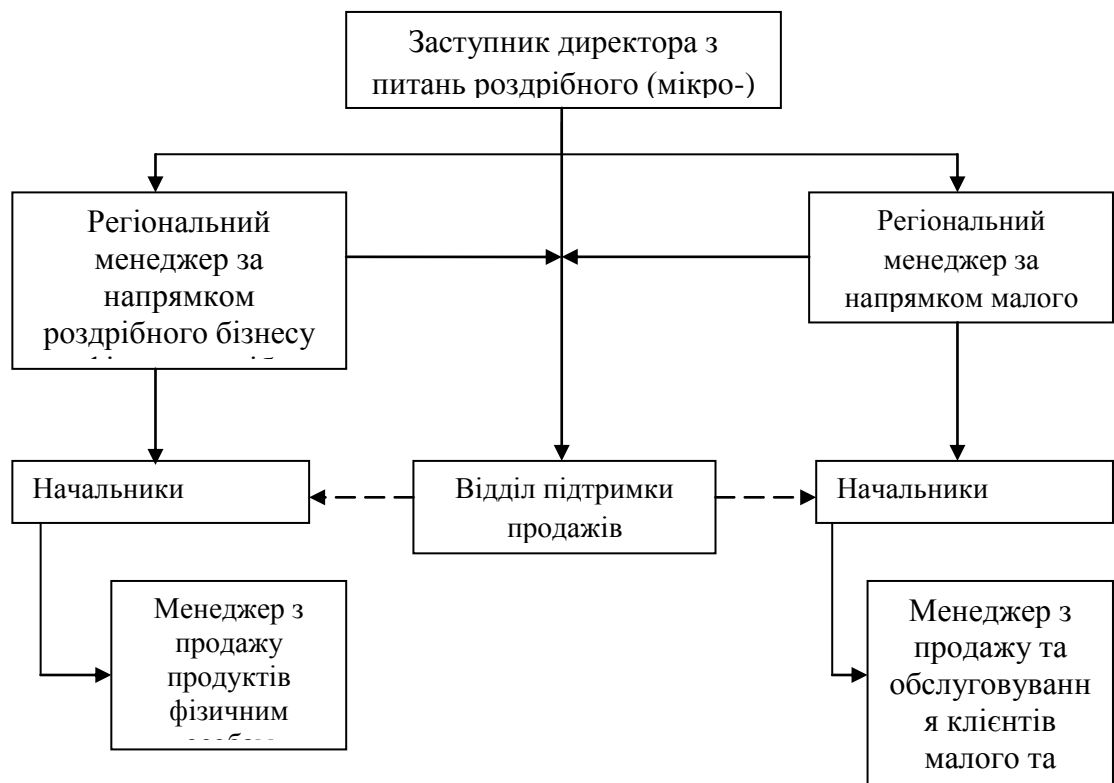 Заступник директора з
питань роздрібного (мікро-)
Регіональний
менеджер за
напрямком
роздрібного бізнесу
Регіональний
менеджер за
напрямком малого
Начальники
Відділ підтримки
продажів
Начальники
Менеджер з
продажу
продуктів
фізичним
Менеджер з
продажу та
обслуговуванн
я клієнтів
малого та